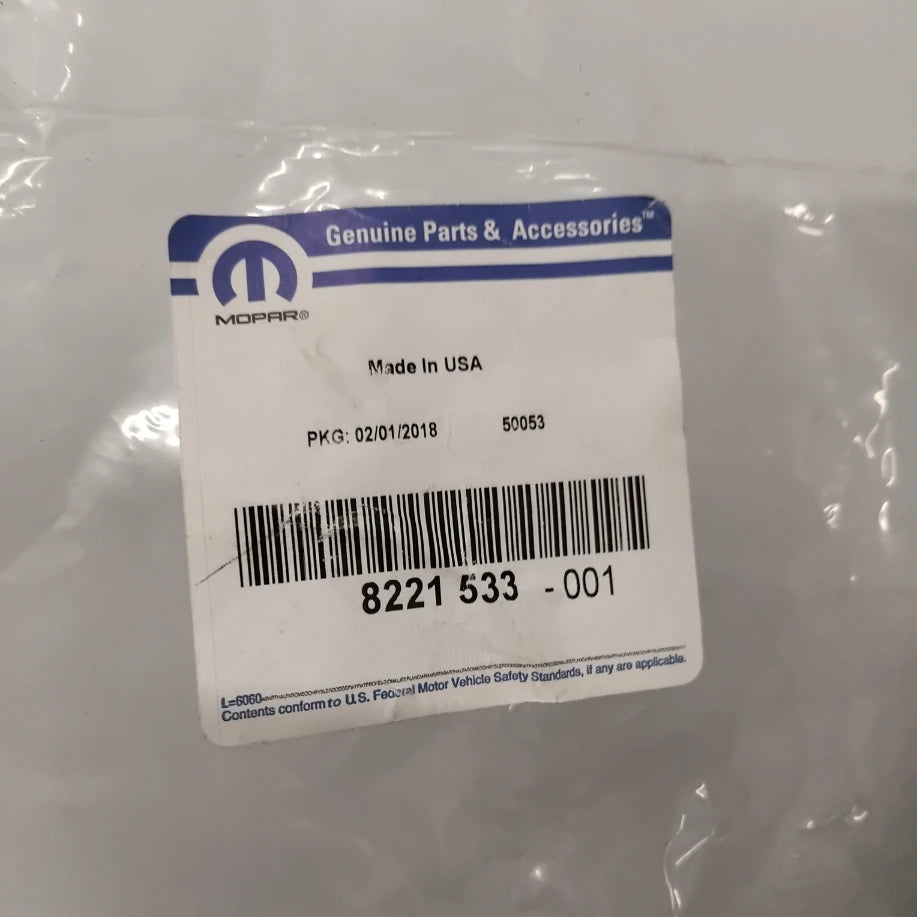 Genuine Parts & Accessories™
MOPAR®
Made In USA
PKG: 02/01/2018 50053
8221 533 - 001
L=6060
Contents conform to U.S. Federal Motor Vehicle Safety Standards, if any are applicable.